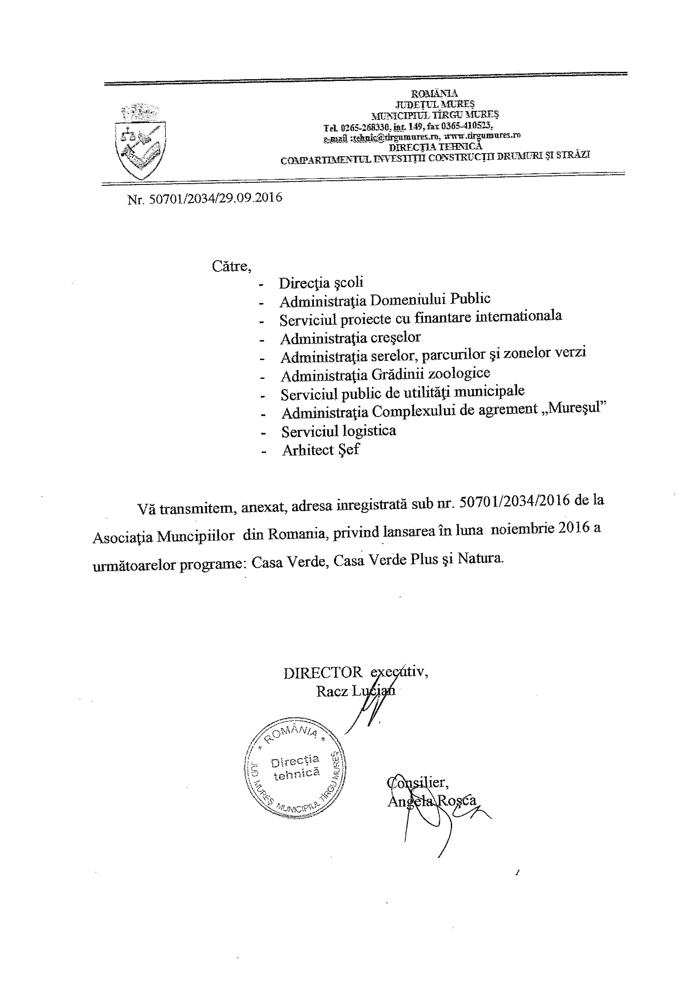 ROMÂNIA
JUDEŢUL MUREŞ
MUNICIPIUL TÎRGU MUREŞ
Tel. 0265-268330, int. 149, fax 0365-410523,
e-mail :tehnic@tirgumures.ro, www.tirgumures.ro
DIRECŢIA TEHNICĂ
COMPARTIMENTUL INVESTIŢII CONSTRUCŢII DRUMURI ŞI STRĂZI
Nr. 50701/2034/29.09.2016
Către,
- Direcţia şcoli
- Administraţia Domeniului Public
- Serviciul proiecte cu finantare internationala
- Administraţia creşelor
- Administraţia serelor, parcurilor şi zonelor verzi
- Administraţia Grădinii zoologice
- Serviciul public de utilităţi municipale
- Administraţia Complexului de agrement „Mureşul”
- Serviciul logistica
- Arhitect Şef
Vă transmitem, anexat, adresa inregistrată sub nr. 50701/2034/2016 de la
Asociaţia Muncipiilor din Romania, privind lansarea în luna noiembrie 2016 a
următoarelor programe: Casa Verde, Casa Verde Plus şi Natura.
DIRECTOR executiv,
Racz Lucian
* ROMÂNIA *
Direcţia
tehnică
JUD MUREŞ MUNICIPIUL TÎRGU MUREŞ
Consilier,
Angela Roşca